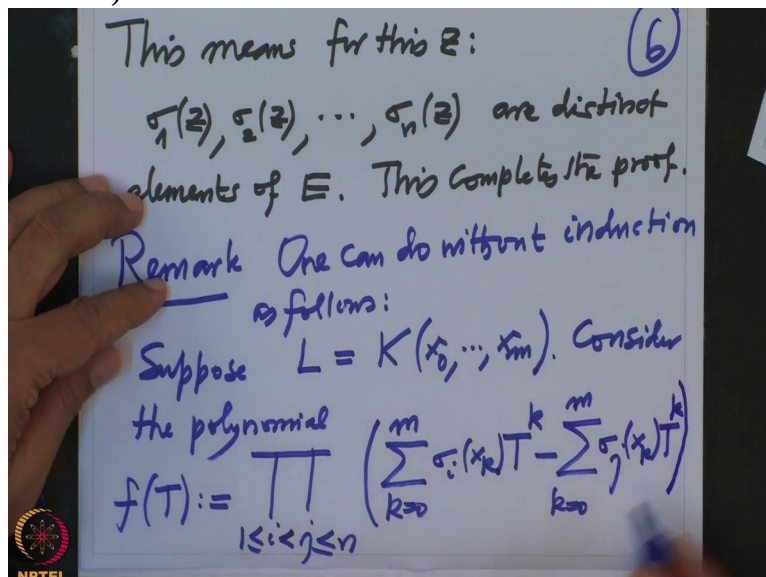 This means for this z:
6
σ₁(z), σ₂(z), ⋯, σₙ(z) are distinct
elements of E. This completes the proof.
Remark One can do without induction
as follows:
Suppose L = K(x₀, ⋯, xₘ). Consider
the polynomial
f(T) := ∏_{1≤i<j≤n} (∑_{k=0}^{m} σᵢ(xₖ)T^k − ∑_{k=0}^{m} σⱼ(xₖ)T^k)
NPTEL